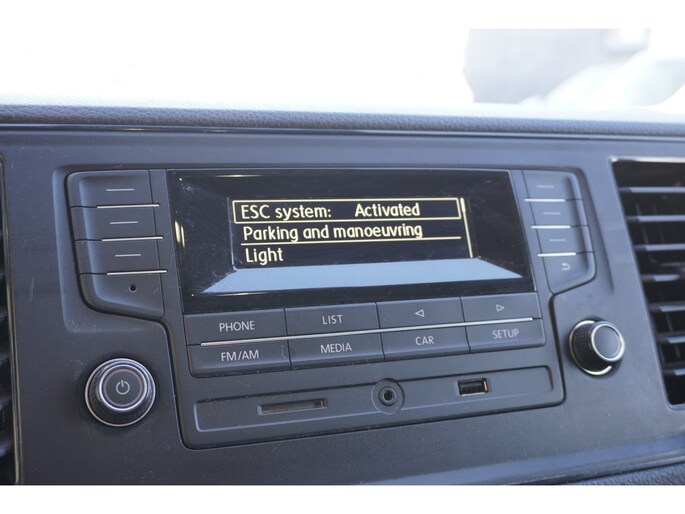 ESC system: Activated
Parking and manoeuvring
Light
PHONE LIST
FM/AM MEDIA CAR SETUP